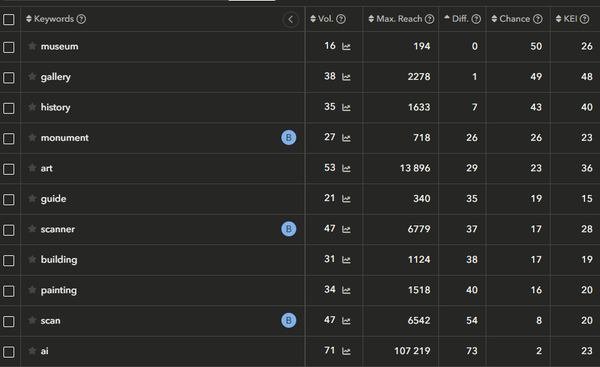 Keywords ? < Vol. ? Max. Reach ? Diff. ? Chance ? KEI ?
museum 16 194 0 50 26
gallery 38 2278 1 49 48
history 35 1633 7 43 40
monument B 27 718 26 26 23
art 53 13 896 29 23 36
guide 21 340 35 19 15
scanner B 47 6779 37 17 28
building 31 1124 38 17 19
painting 34 1518 40 16 20
scan B 47 6542 54 8 20
ai 71 107 219 73 2 23